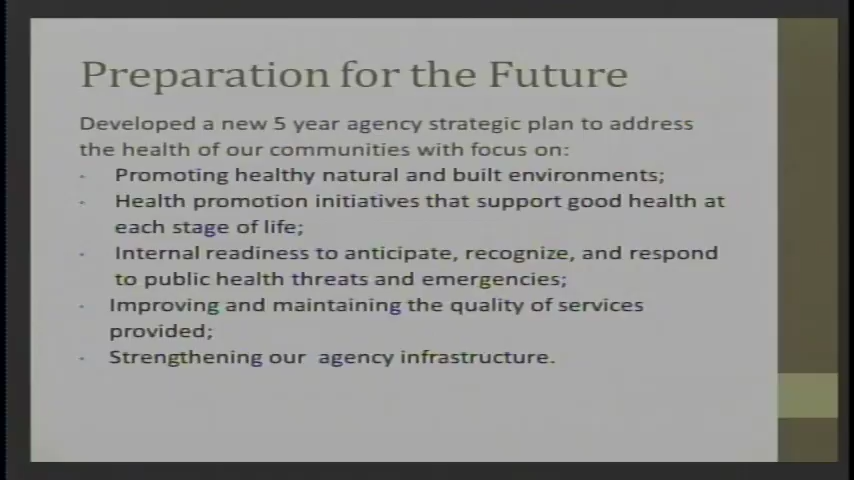 Preparation for the Future
Developed a new 5 year agency strategic plan to address
the health of our communities with focus on:
- Promoting healthy natural and built environments;
- Health promotion initiatives that support good health at
each stage of life;
- Internal readiness to anticipate, recognize, and respond
to public health threats and emergencies;
- Improving and maintaining the quality of services
provided;
- Strengthening our agency infrastructure.